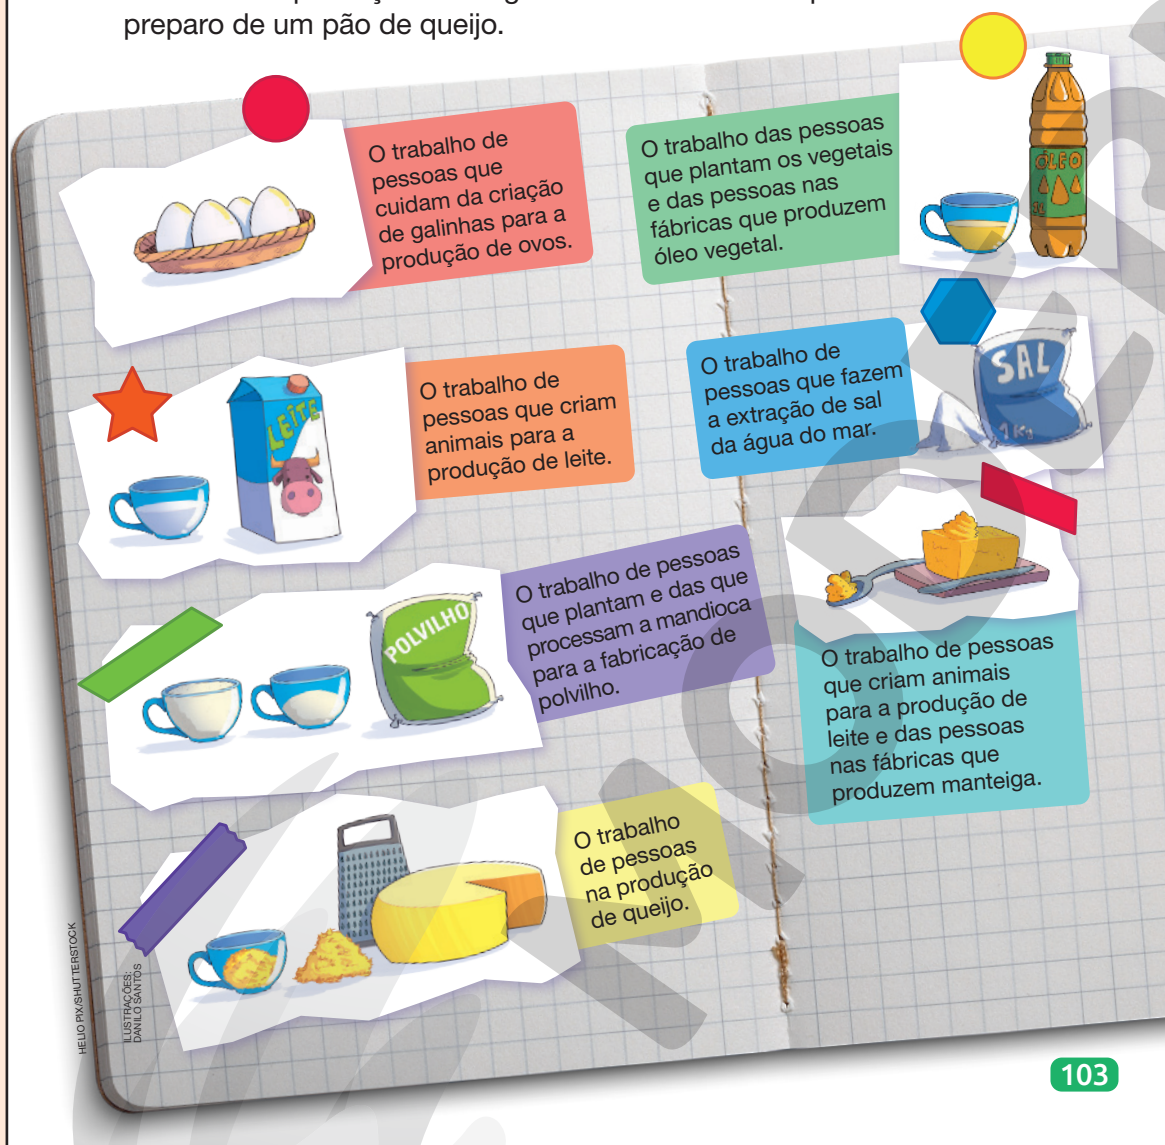 preparo de um pão de queijo.
O trabalho de
pessoas que
cuidam da criação
de galinhas para a
produção de ovos.
O trabalho das pessoas
que plantam os vegetais
e das pessoas nas
fábricas que produzem
óleo vegetal.
ÓLEO
1L
O trabalho de
pessoas que criam
animais para a
produção de leite.
LEITE
O trabalho de
pessoas que fazem
a extração de sal
da água do mar.
SAL
1 Kg
O trabalho de pessoas
que plantam e das que
processam a mandioca
para a fabricação de
polvilho.
POLVILHO
O trabalho de pessoas
que criam animais
para a produção de
leite e das pessoas
nas fábricas que
produzem manteiga.
O trabalho
de pessoas
na produção
de queijo.
HELIO PIX/SHUTTERSTOCK
ILUSTRAÇÕES:
DANILO SANTOS
103